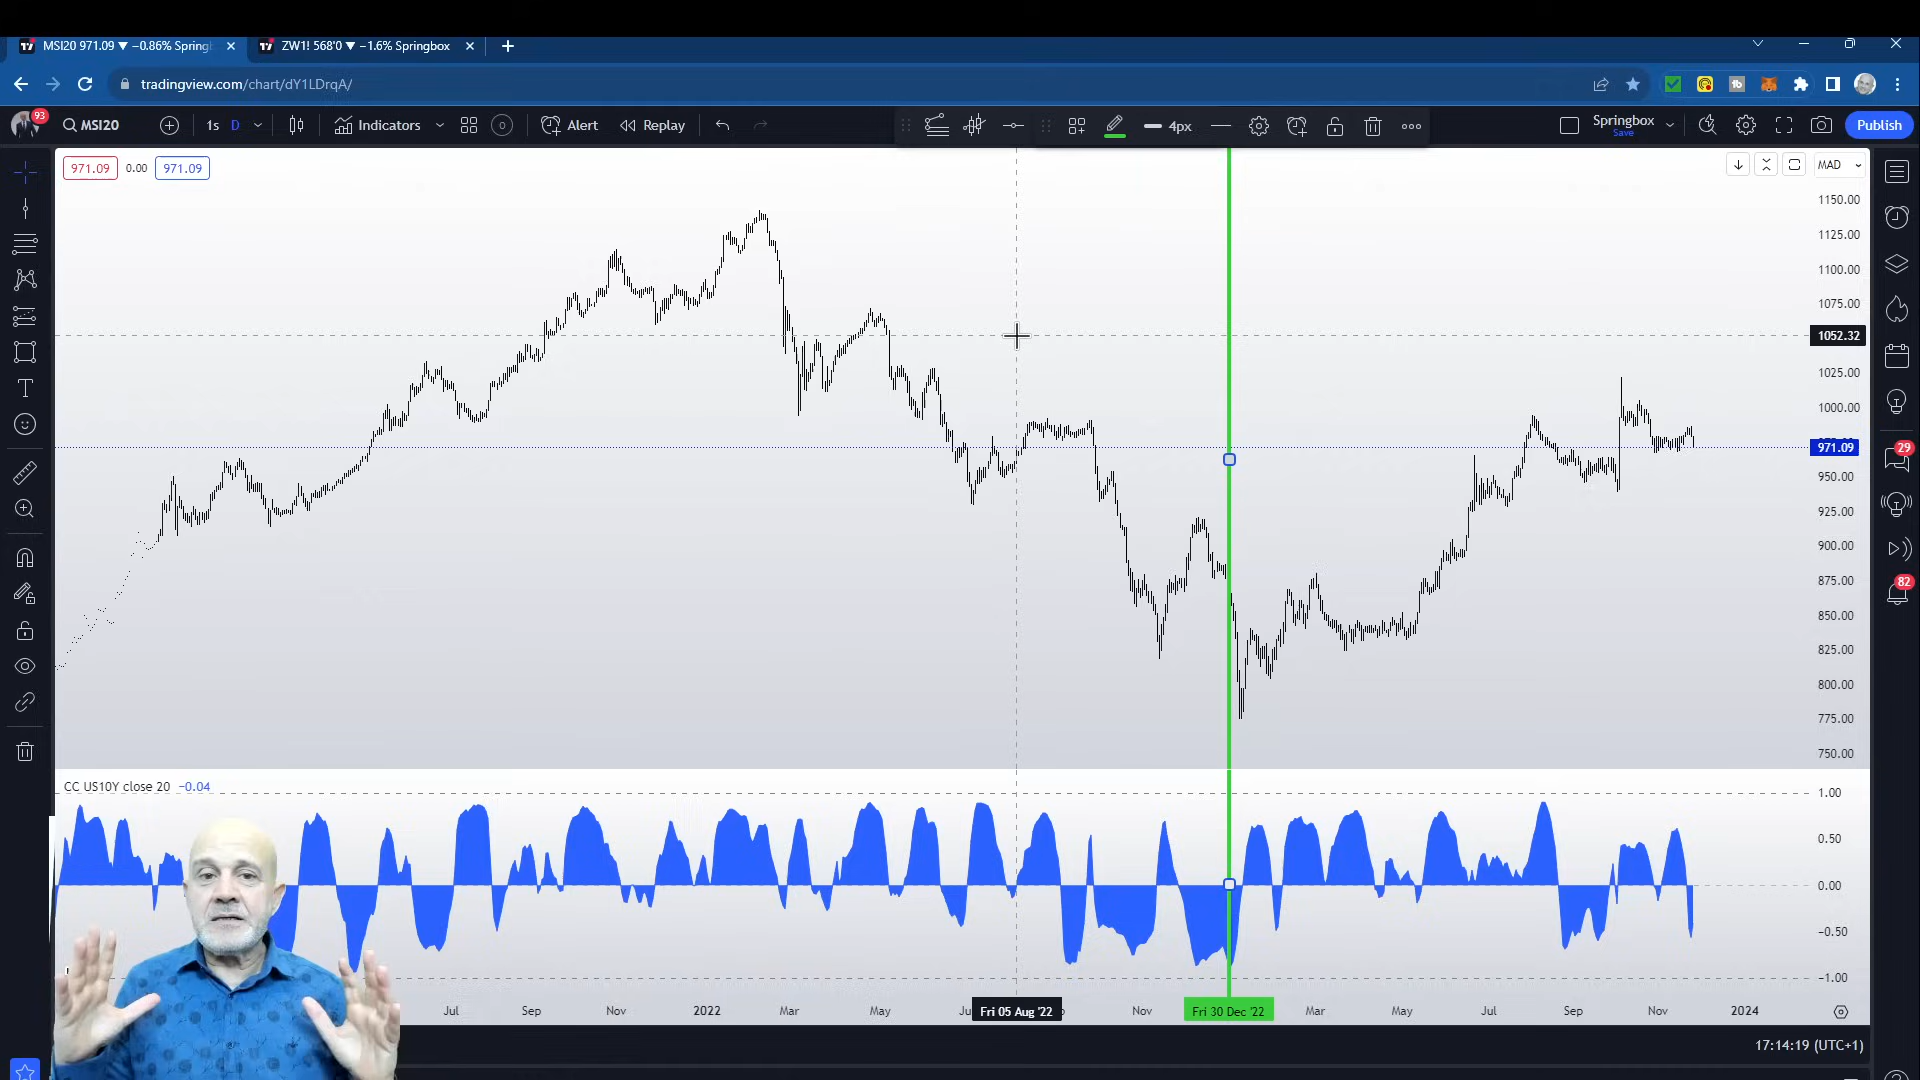 MSI20 971.09 ▼ −0.86% Spring
ZW1! 568'0 ▼ −1.6% Springbox
tradingview.com/chart/dY1LDrqA/
93
MSI20
1s
D
Indicators
Alert
Replay
4px
Springbox
Save
Publish
971.09
0.00
971.09
MAD
1150.00
1125.00
1100.00
1075.00
1052.32
1025.00
1000.00
971.09
950.00
925.00
900.00
875.00
850.00
825.00
800.00
775.00
750.00
29
82
CC US10Y close 20 −0.04
1.00
0.50
0.00
−0.50
−1.00
Jul
Sep
Nov
2022
Mar
May
Fri 05 Aug '22
Nov
Fri 30 Dec '22
Mar
May
Jul
Sep
Nov
2024
17:14:19 (UTC+1)